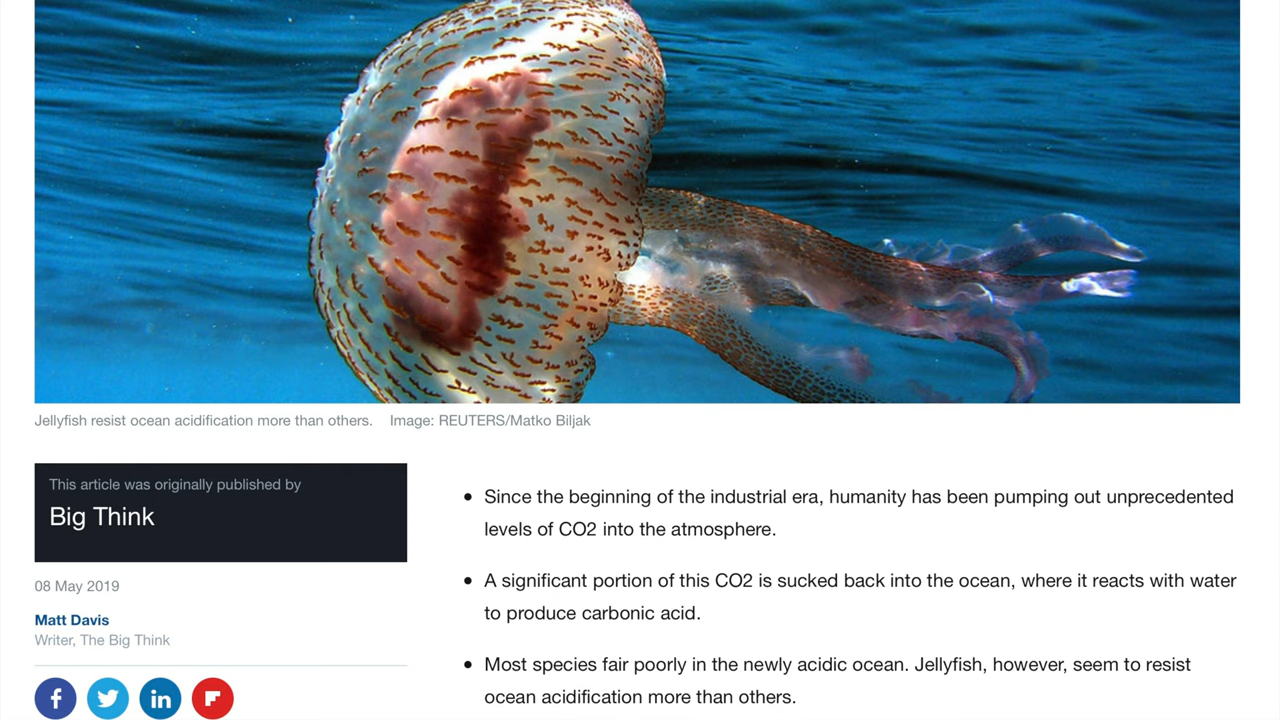 Jellyfish resist ocean acidification more than others. Image: REUTERS/Matko Biljak
This article was originally published by
Big Think
08 May 2019
Matt Davis
Writer, The Big Think
Since the beginning of the industrial era, humanity has been pumping out unprecedented
levels of CO2 into the atmosphere.
A significant portion of this CO2 is sucked back into the ocean, where it reacts with water
to produce carbonic acid.
Most species fair poorly in the newly acidic ocean. Jellyfish, however, seem to resist
ocean acidification more than others.